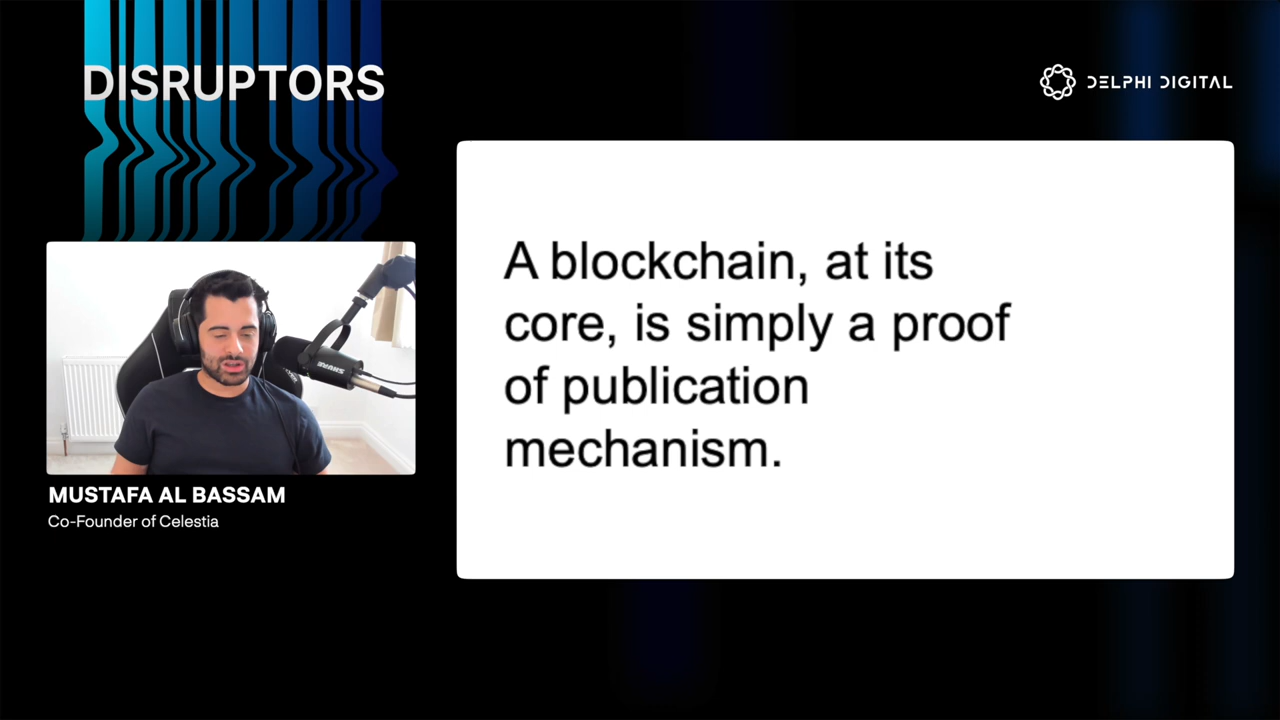 DISRUPTORS
DELPHI DIGITAL
A blockchain, at its
core, is simply a proof
of publication
mechanism.
SHURE
MUSTAFA AL BASSAM
Co-Founder of Celestia